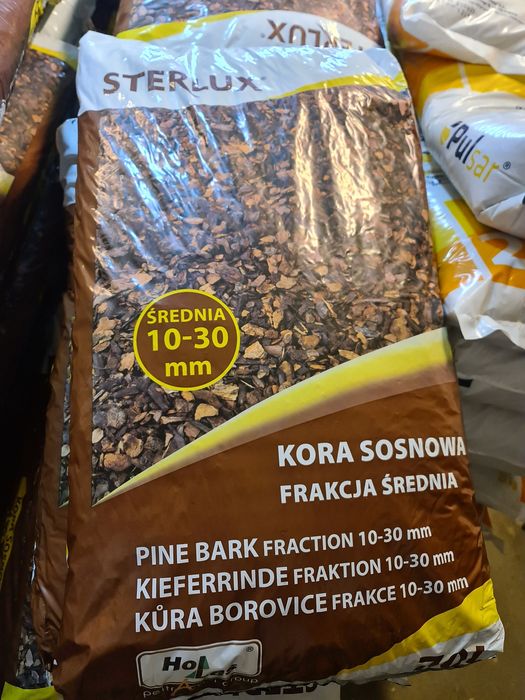 STERLUX
STERLUX
Pulsar
ŚREDNIA
10-30
mm
KORA SOSNOWA
FRAKCJA ŚREDNIA
PINE BARK FRACTION 10-30 mm
KIEFERRINDE FRAKTION 10-30 mm
KŮRA BOROVICE FRAKCE 10-30 mm